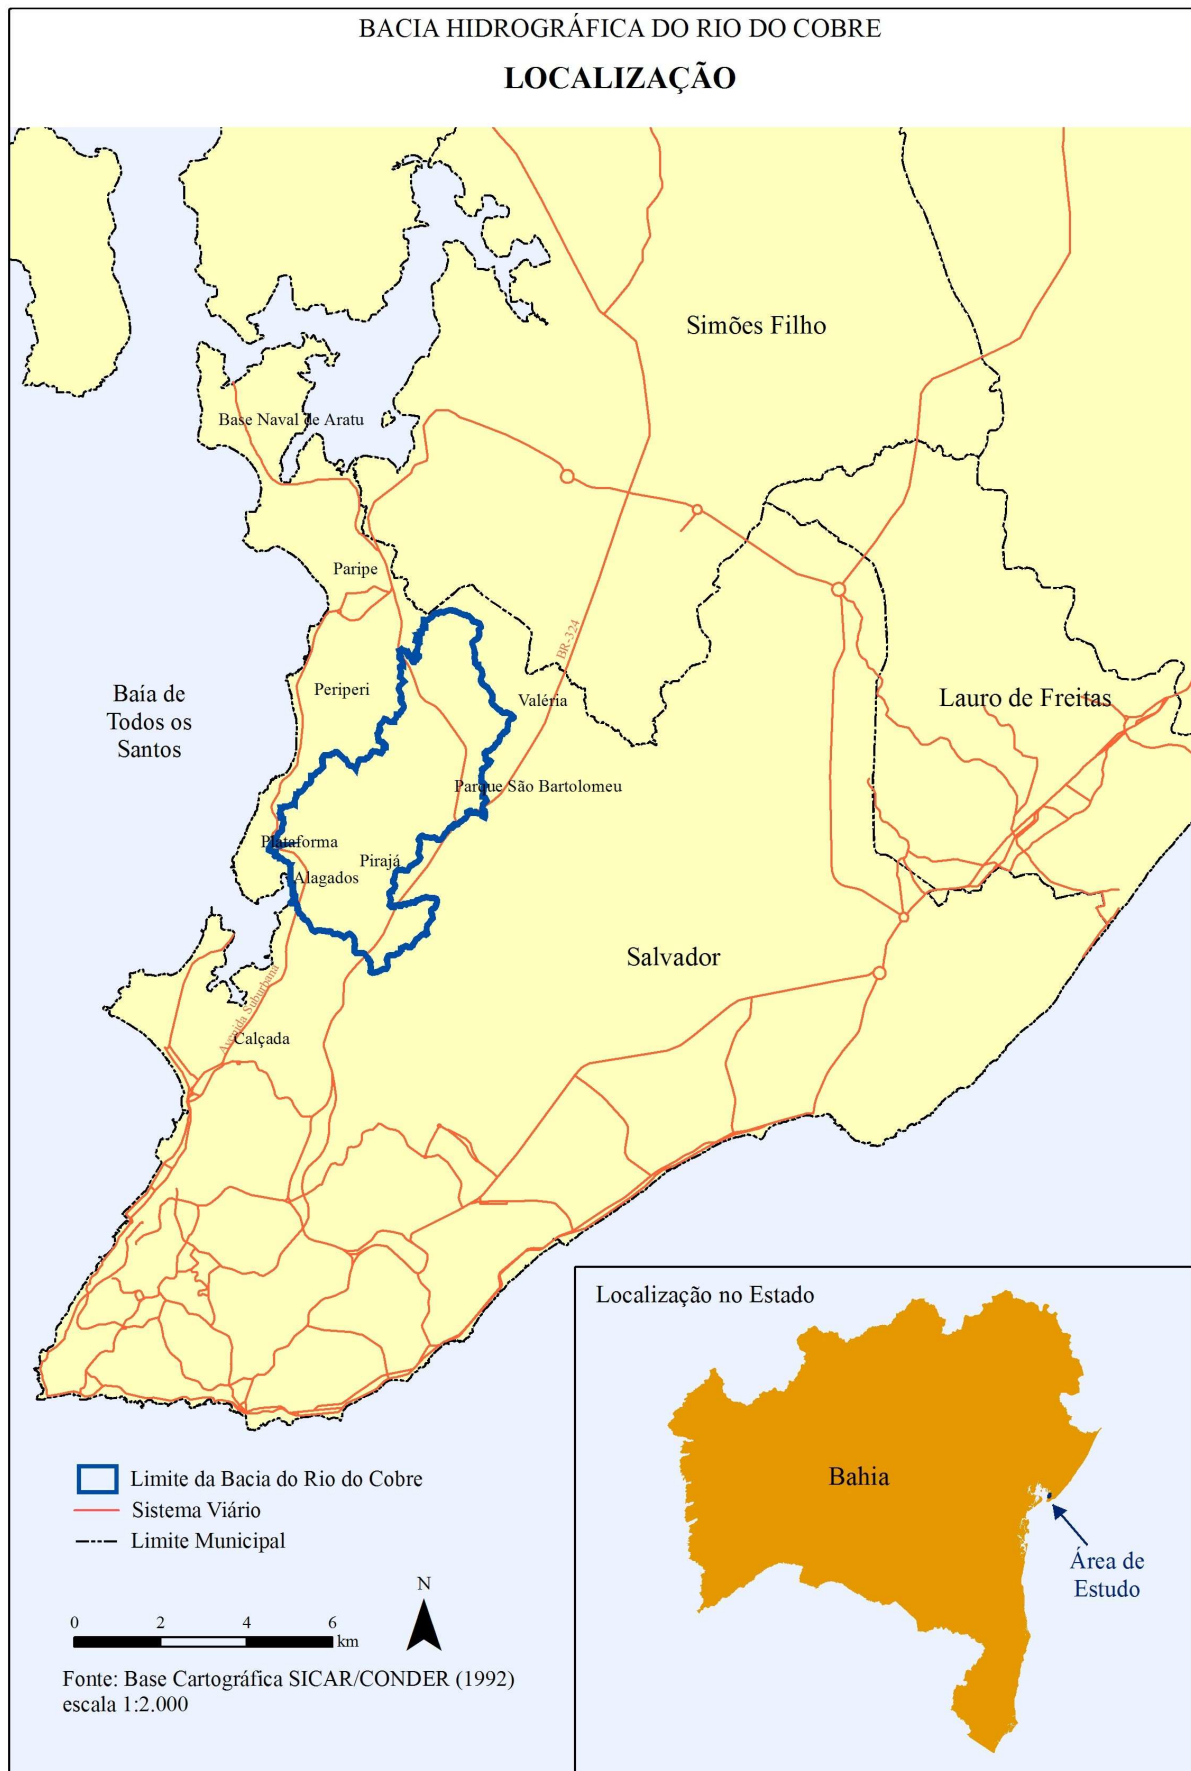 BACIA HIDROGRÁFICA DO RIO DO COBRE
LOCALIZAÇÃO
Simões Filho
Base Naval de Aratu
Paripe
BR-324
Periperi
Valéria
Baía de
Todos os
Santos
Lauro de Freitas
Parque São Bartolomeu
Plataforma
Pirajá
Alagados
Salvador
Avenida Suburbana
Calçada
Localização no Estado
Bahia
Área de
Estudo
Limite da Bacia do Rio do Cobre
Sistema Viário
Limite Municipal
N
0 2 4 6
km
Fonte: Base Cartográfica SICAR/CONDER (1992)
escala 1:2.000